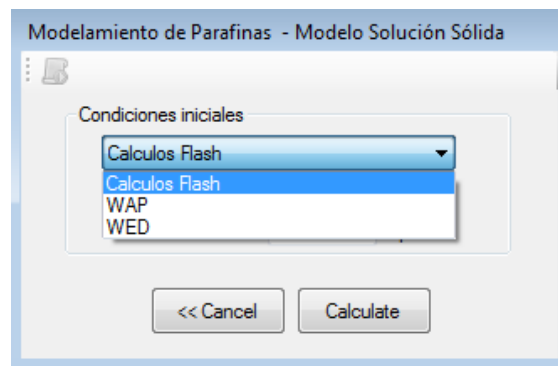 Modelamiento de Parafinas - Modelo Solución Sólida
Condiciones iniciales
Calculos Flash
Calculos Flash
WAP
WED
<< Cancel
Calculate